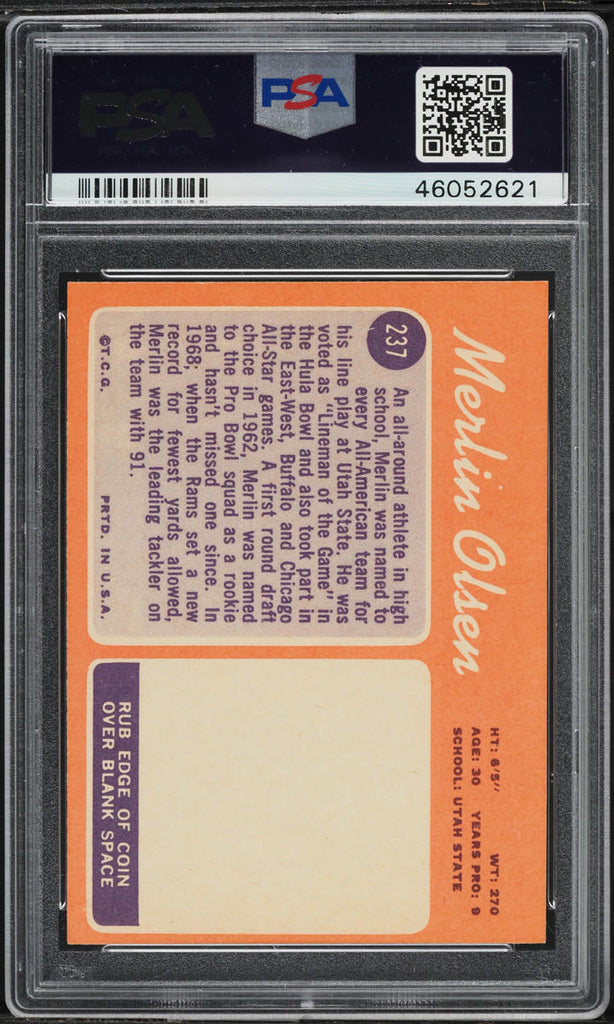 PSA
PSA
46052621
Merlin Olsen
HT: 6'5" WT: 270
AGE: 30 YEARS PRO: 9
SCHOOL: UTAH STATE
237
An all-around athlete in high
school, Merlin was named to
every All-American team for
his line play at Utah State. He was
voted as "Lineman of the Game" in
the Hula Bowl and also took part in
the East-West, Buffalo and Chicago
All-Star games. A first round draft
choice in 1962, Merlin was named
to the Pro Bowl squad as a rookie
and hasn't missed one since. In
1968; when the Rams set a new
record for fewest yards allowed,
Merlin was the leading tackler on
the team with 91.
©T.C.G. PRTD. IN U.S.A.
RUB EDGE OF COIN
OVER BLANK SPACE